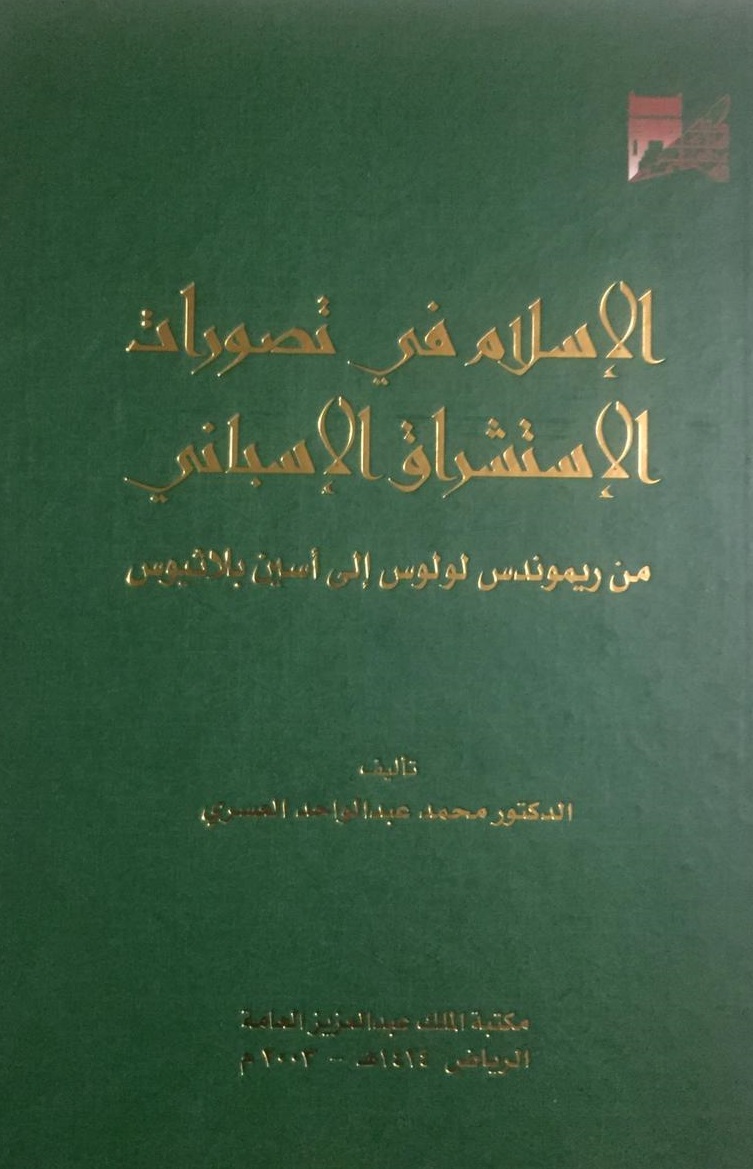 الإسلام في تصورات
الإستشراق الإسباني
من ريموندس لولوس إلى أسين بلاثيوس
تأليف
الدكتور محمد عبدالواحد العسري
مكتبة الملك عبدالعزيز العامة
الرياض ١٤٢٤هـ - ٢٠٠٣م